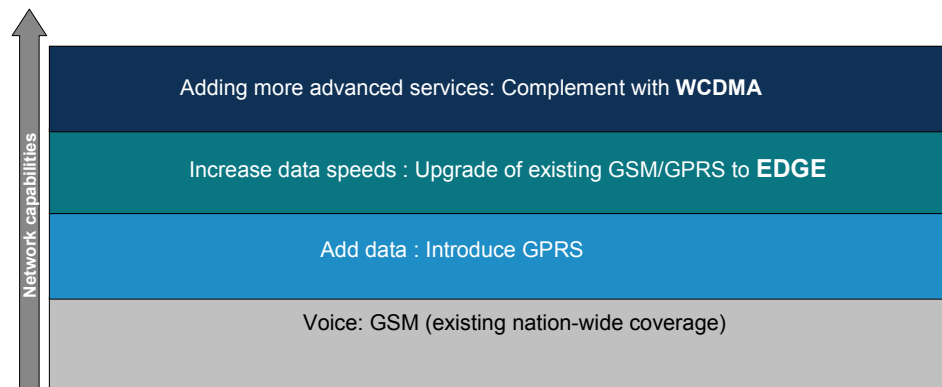 Adding more advanced services: Complement with WCDMA
Increase data speeds : Upgrade of existing GSM/GPRS to EDGE
Add data : Introduce GPRS
Voice: GSM (existing nation-wide coverage)
Network capabilities